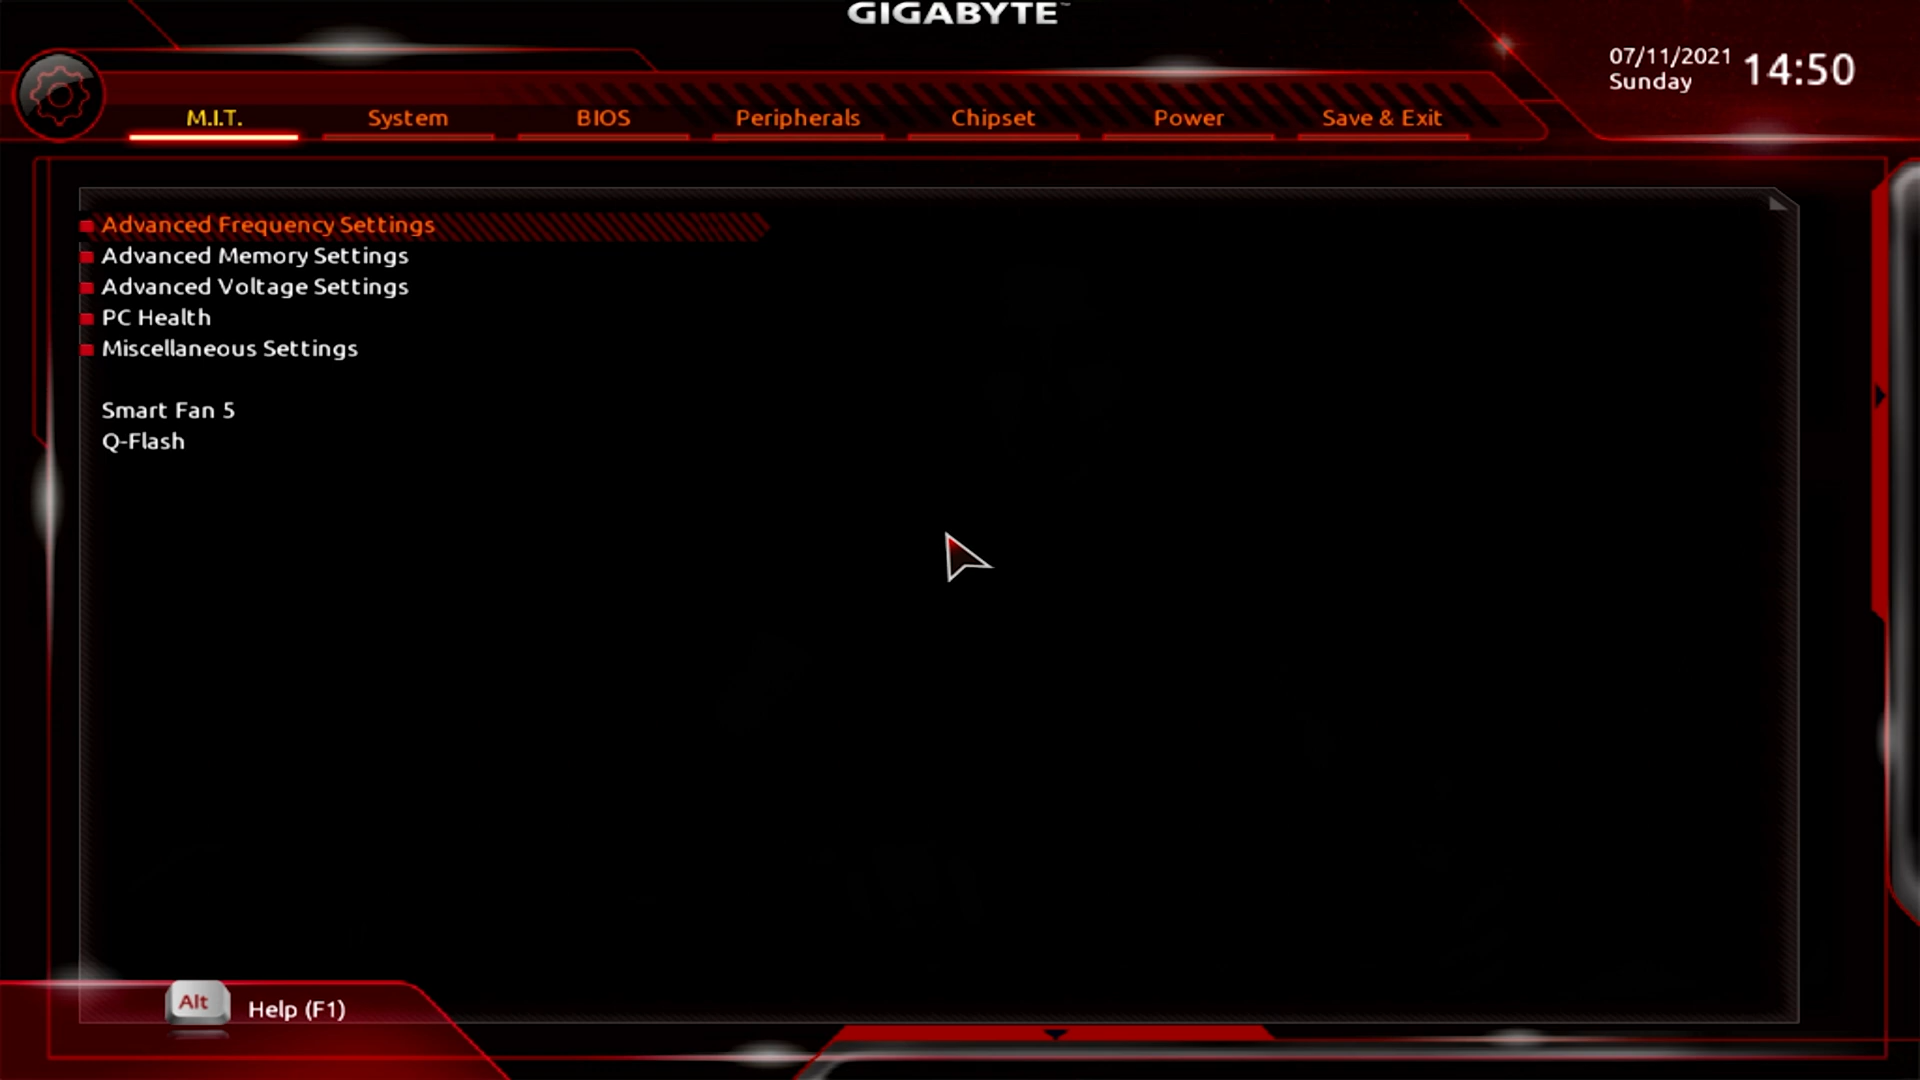 GIGABYTE™
07/11/2021
Sunday
14:50
M.I.T. System BIOS Peripherals Chipset Power Save & Exit
Advanced Frequency Settings
Advanced Memory Settings
Advanced Voltage Settings
PC Health
Miscellaneous Settings
Smart Fan 5
Q-Flash
Alt Help (F1)